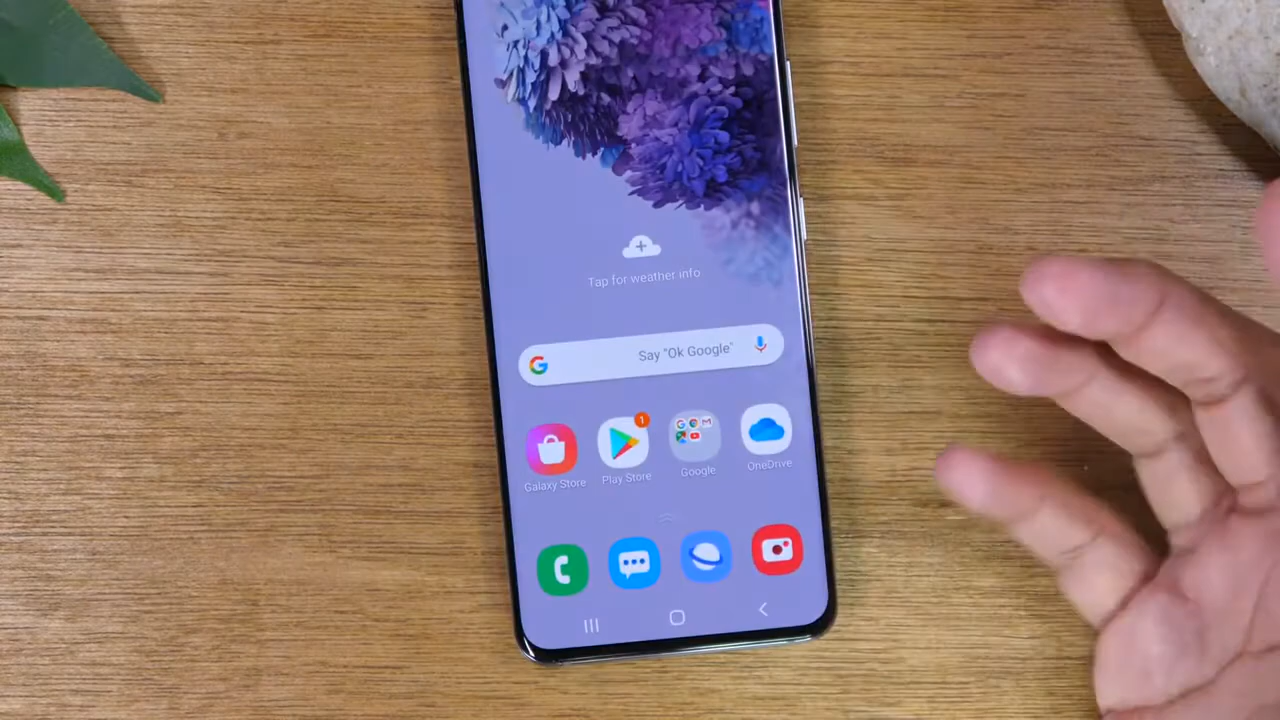 Tap for weather info
Say "Ok Google"
1
Galaxy Store
Play Store
Google
OneDrive